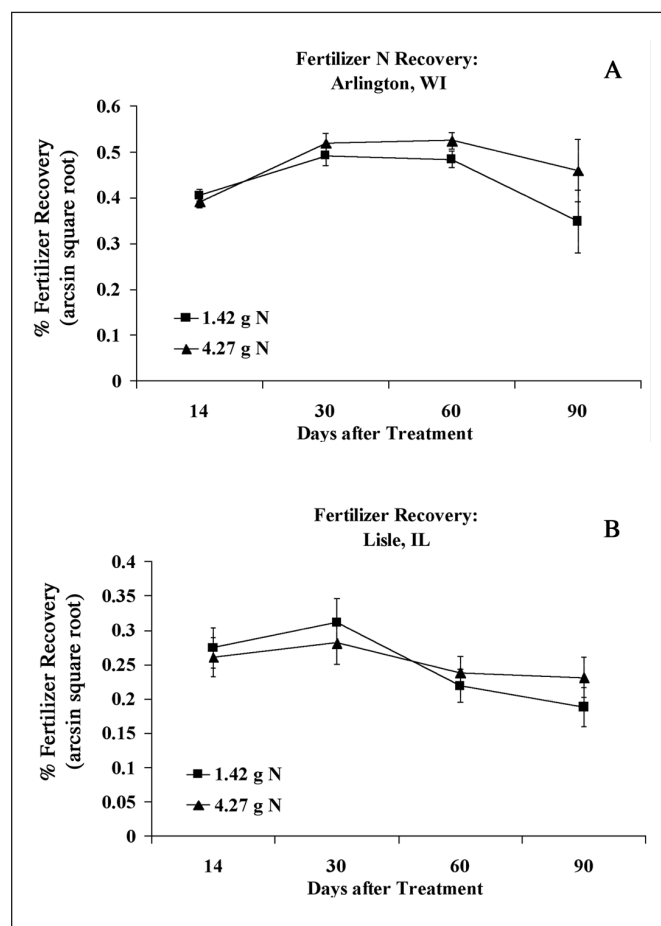 Fertilizer N Recovery:
Arlington, WI
A
% Fertilizer Recovery
(arcsin square root)
0.6
0.5
0.4
0.3
0.2
0.1
0
1.42 g N
4.27 g N
14 30 60 90
Days after Treatment
Fertilizer Recovery:
Lisle, IL
B
% Fertilizer Recovery
(arcsin square root)
0.4
0.35
0.3
0.25
0.2
0.15
0.1
0.05
0
1.42 g N
4.27 g N
14 30 60 90
Days after Treatment